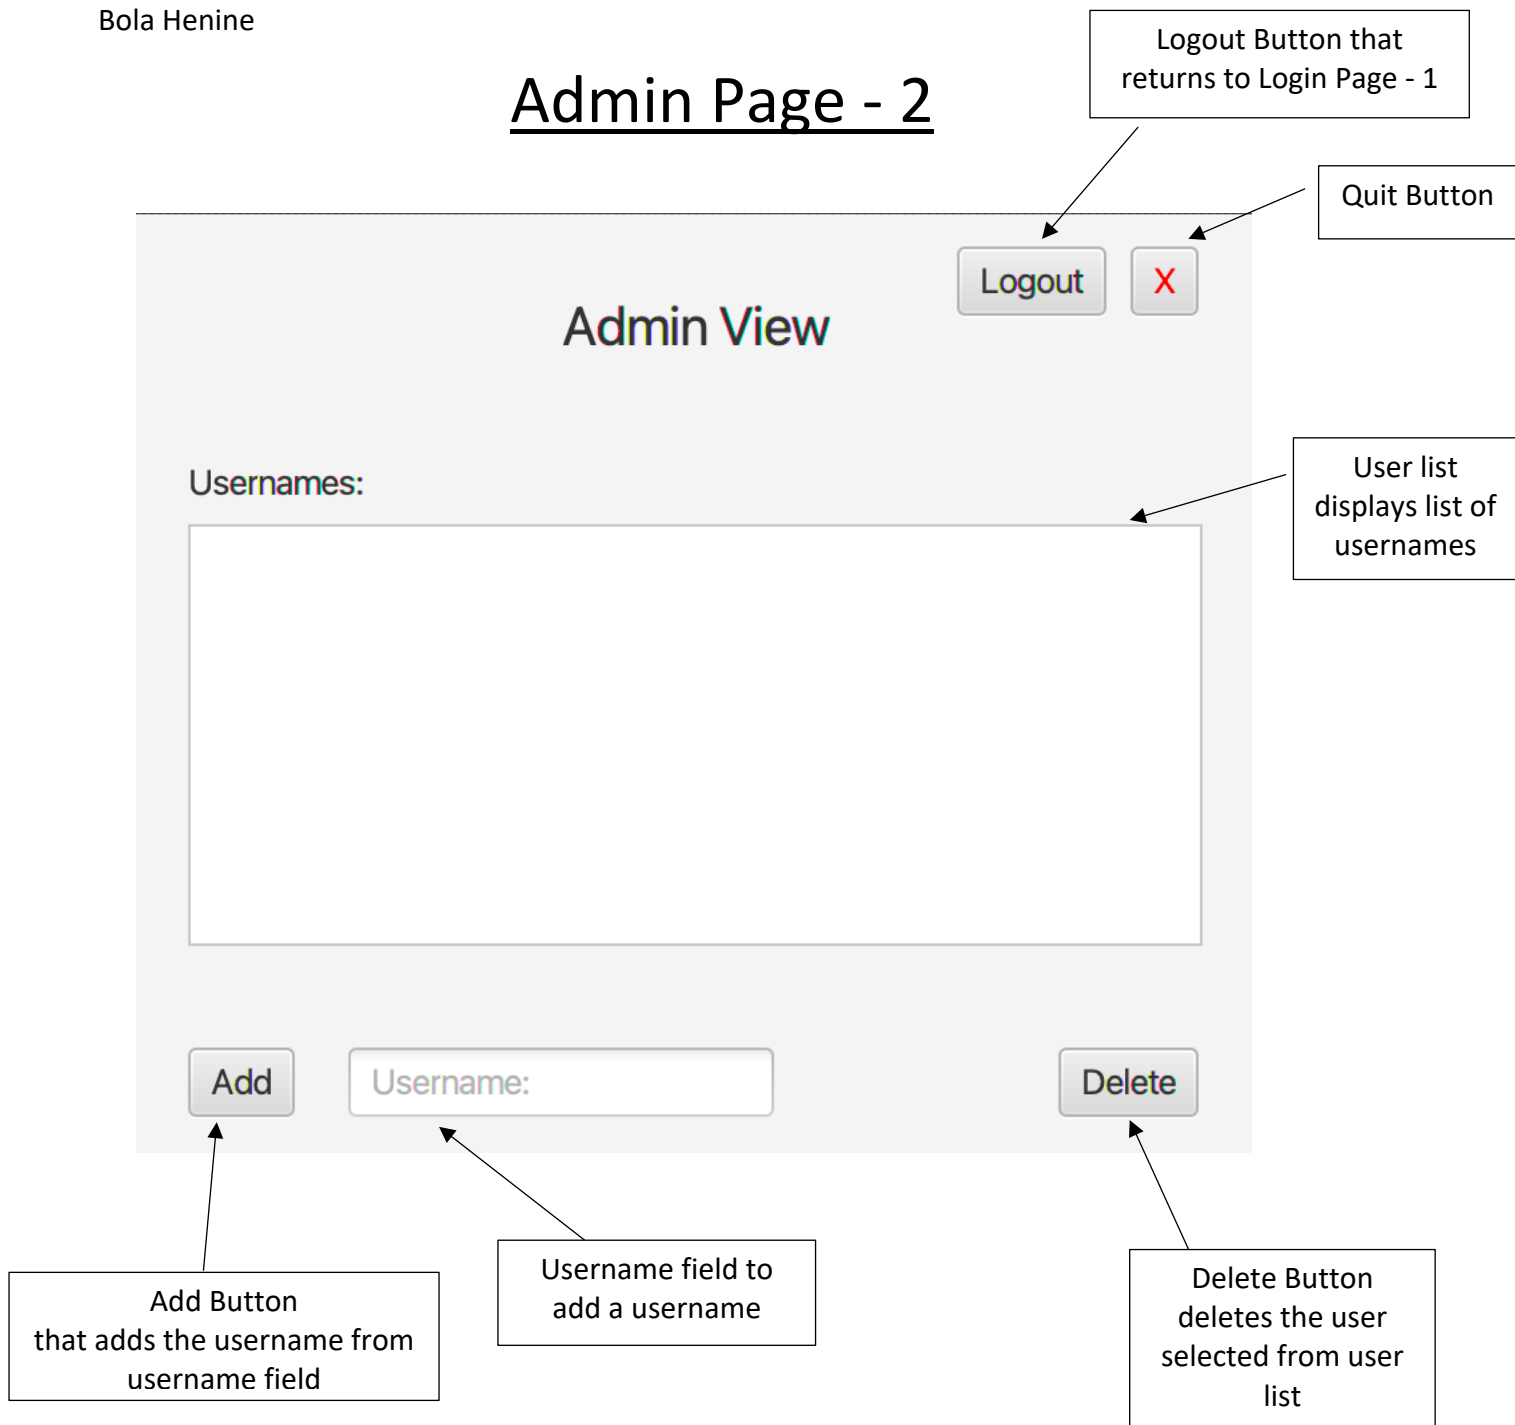 Bola Henine
Logout Button that
returns to Login Page - 1
Admin Page - 2
Quit Button
Logout
X
Admin View
Usernames:
User list
displays list of
usernames
Add
Username:
Delete
Add Button
that adds the username from
username field
Username field to
add a username
Delete Button
deletes the user
selected from user
list